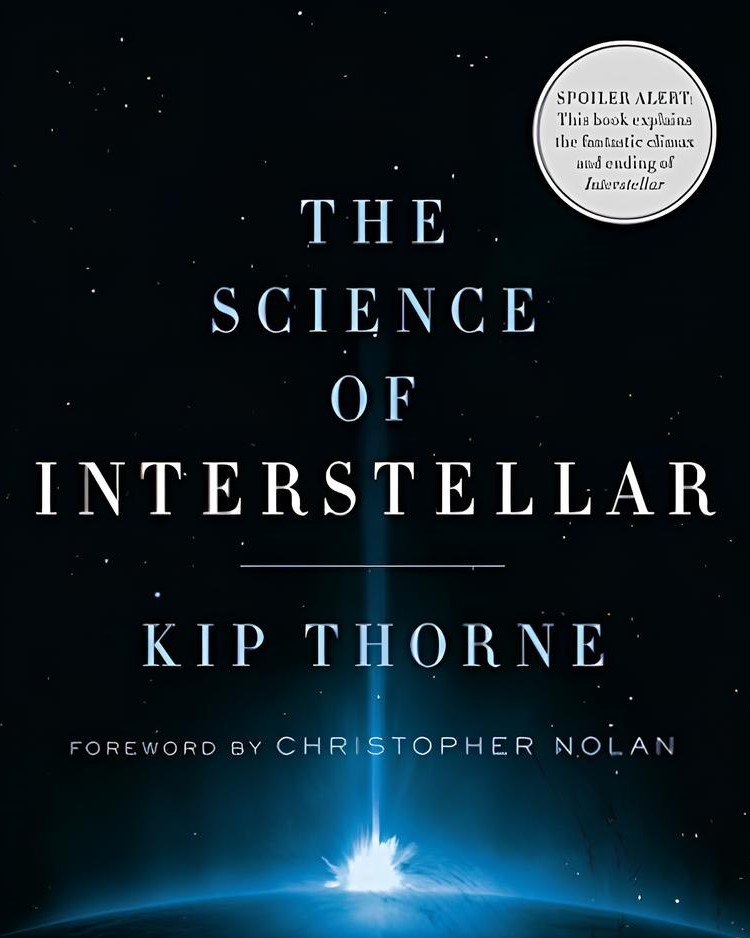 SPOILER ALERT:
This book explains
the fantastic climax
and ending of
Interstellar
THE
SCIENCE
OF
INTERSTELLAR
KIP THORNE
FOREWORD BY CHRISTOPHER NOLAN